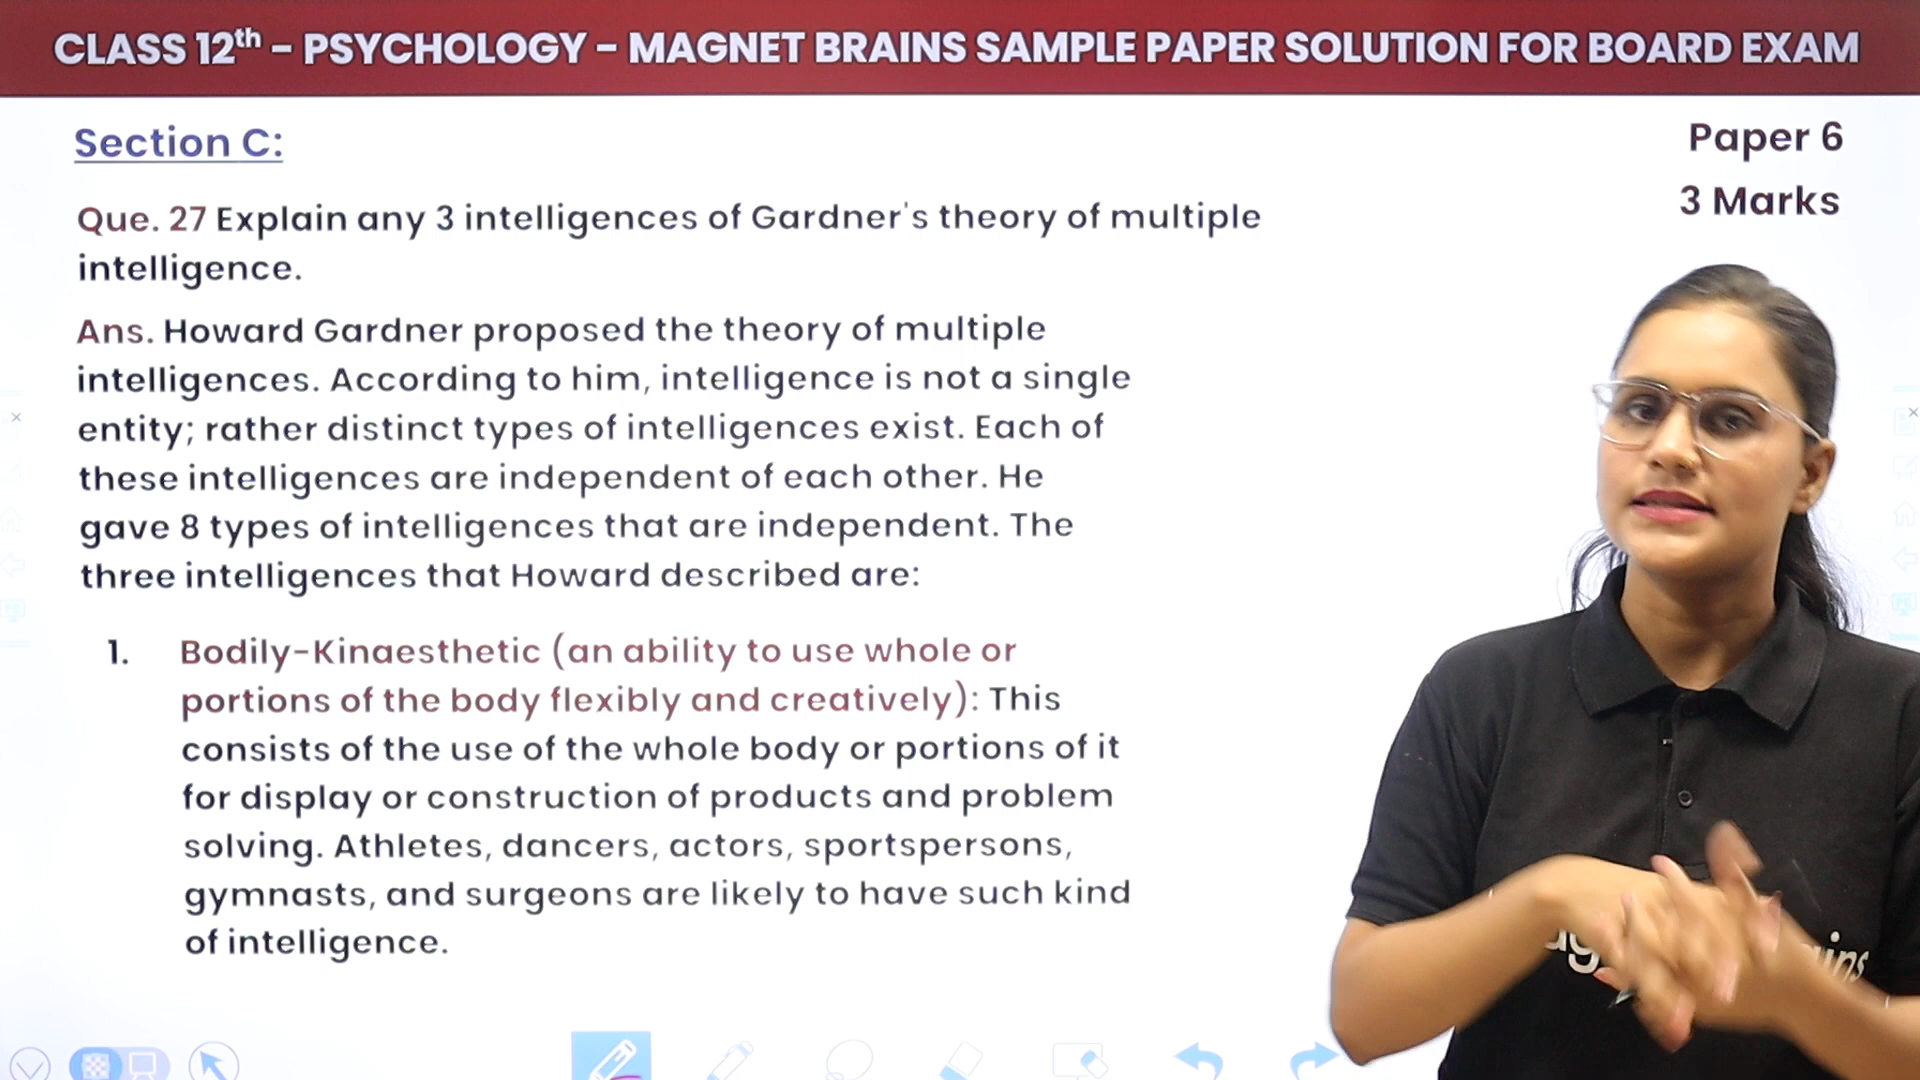 CLASS 12th – PSYCHOLOGY – MAGNET BRAINS SAMPLE PAPER SOLUTION FOR BOARD EXAM
Section C:
Paper 6
3 Marks
Que. 27 Explain any 3 intelligences of Gardner's theory of multiple
intelligence.
Ans. Howard Gardner proposed the theory of multiple
intelligences. According to him, intelligence is not a single
entity; rather distinct types of intelligences exist. Each of
these intelligences are independent of each other. He
gave 8 types of intelligences that are independent. The
three intelligences that Howard described are:
1. Bodily-Kinaesthetic (an ability to use whole or
portions of the body flexibly and creatively): This
consists of the use of the whole body or portions of it
for display or construction of products and problem
solving. Athletes, dancers, actors, sportspersons,
gymnasts, and surgeons are likely to have such kind
of intelligence.